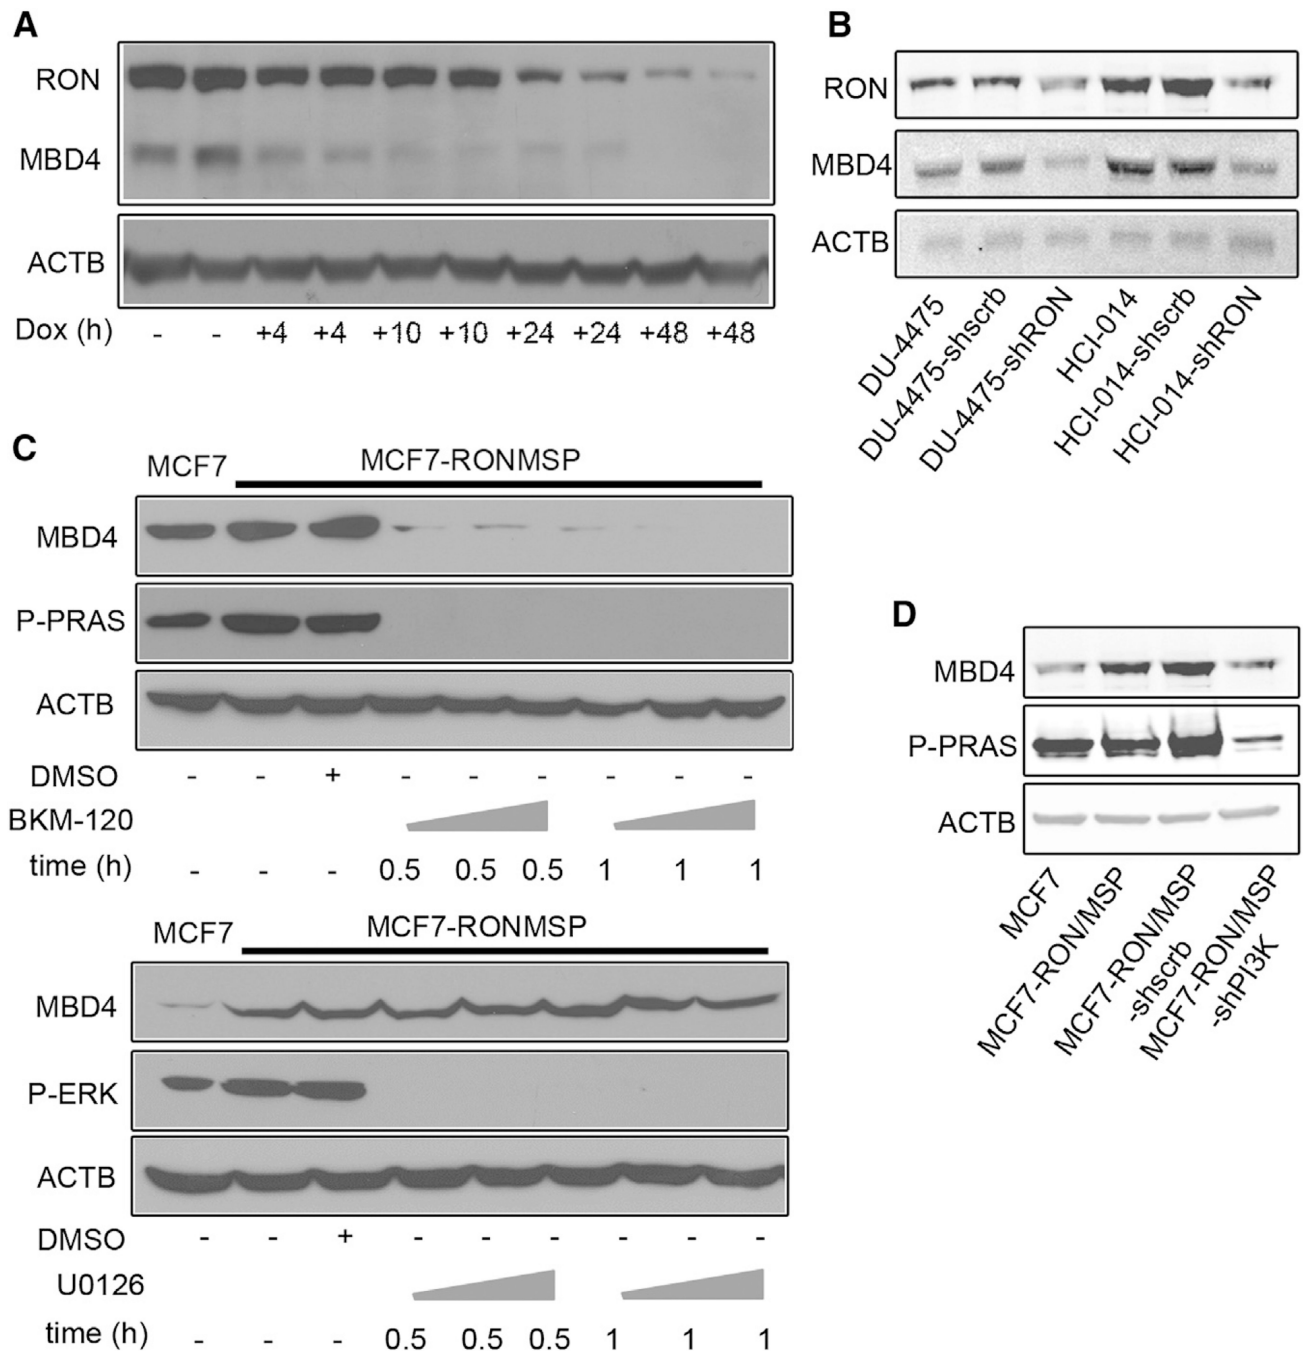 A
RON
MBD4
ACTB
Dox (h) - - +4 +4 +10 +10 +24 +24 +48 +48
B
RON
MBD4
ACTB
DU-4475
DU-4475-shscrb
DU-4475-shRON
HCI-014
HCI-014-shscrb
HCI-014-shRON
C
MCF7 MCF7-RONMSP
MBD4
P-PRAS
ACTB
DMSO - - + - - - - - -
BKM-120
time (h) - - - 0.5 0.5 0.5 1 1 1
MCF7 MCF7-RONMSP
MBD4
P-ERK
ACTB
DMSO - - + - - - - - -
U0126
time (h) - - - 0.5 0.5 0.5 1 1 1
D
MBD4
P-PRAS
ACTB
MCF7
MCF7-RON/MSP
MCF7-RON/MSP
-shscrb
MCF7-RON/MSP
-shPI3K